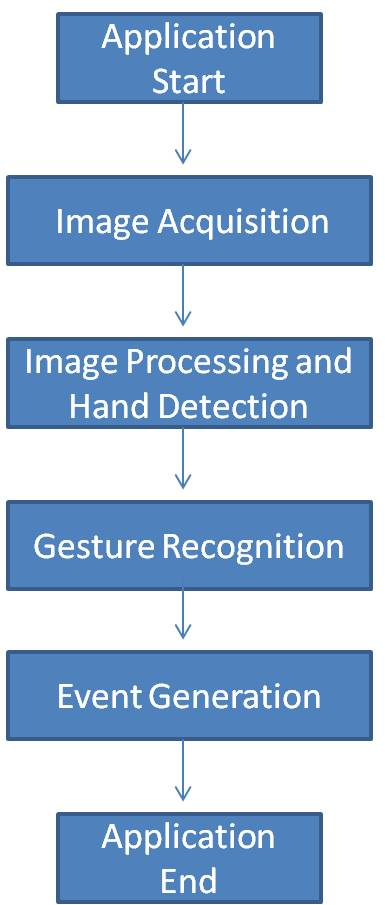 Application
Start
Image Acquisition
Image Processing and
Hand Detection
Gesture Recognition
Event Generation
Application
End